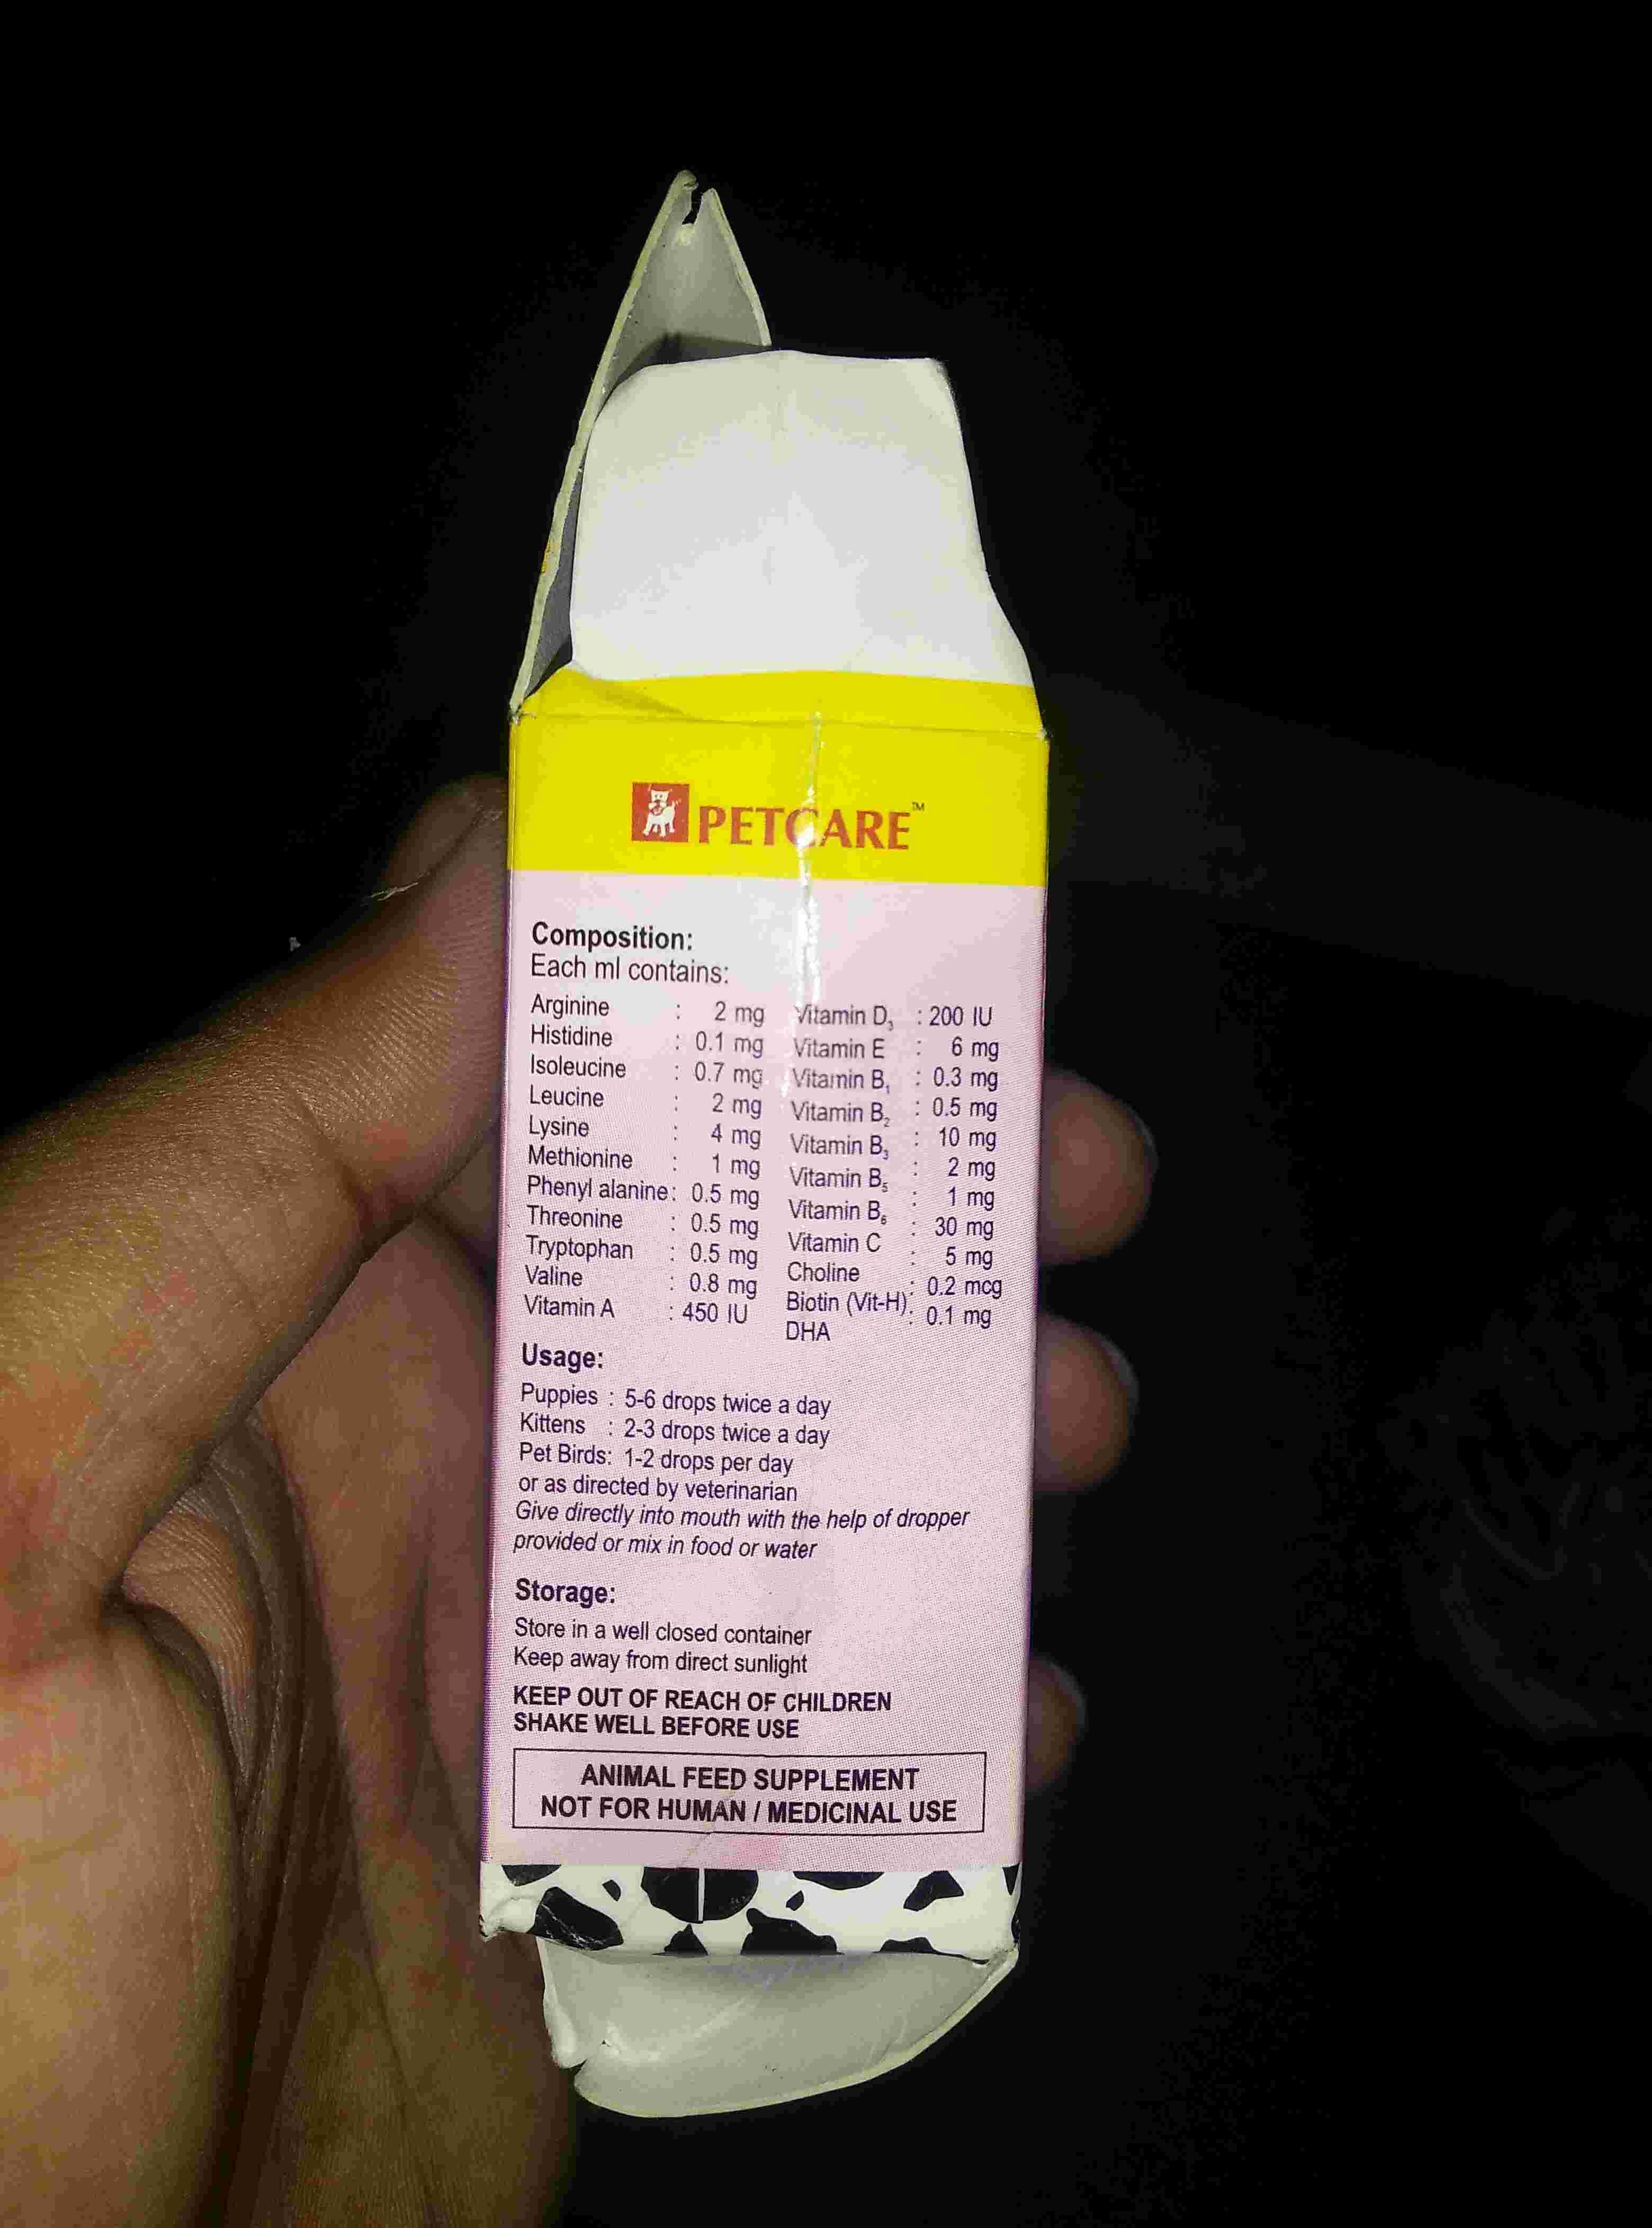 PETCARE™
Composition:
Each ml contains:
Arginine : 2 mg
Histidine : 0.1 mg
Isoleucine : 0.7 mg
Leucine : 2 mg
Lysine : 4 mg
Methionine : 1 mg
Phenyl alanine: 0.5 mg
Threonine : 0.5 mg
Tryptophan : 0.5 mg
Valine : 0.8 mg
Vitamin A : 450 IU
Vitamin D₃ : 200 IU
Vitamin E : 6 mg
Vitamin B₁ : 0.3 mg
Vitamin B₂ : 0.5 mg
Vitamin B₃ : 10 mg
Vitamin B₅ : 2 mg
Vitamin B₆ : 1 mg
Vitamin C : 30 mg
Choline : 5 mg
Biotin (Vit-H): 0.2 mcg
DHA : 0.1 mg
Usage:
Puppies : 5-6 drops twice a day
Kittens : 2-3 drops twice a day
Pet Birds: 1-2 drops per day
or as directed by veterinarian
Give directly into mouth with the help of dropper
provided or mix in food or water
Storage:
Store in a well closed container
Keep away from direct sunlight
KEEP OUT OF REACH OF CHILDREN
SHAKE WELL BEFORE USE
ANIMAL FEED SUPPLEMENT
NOT FOR HUMAN / MEDICINAL USE